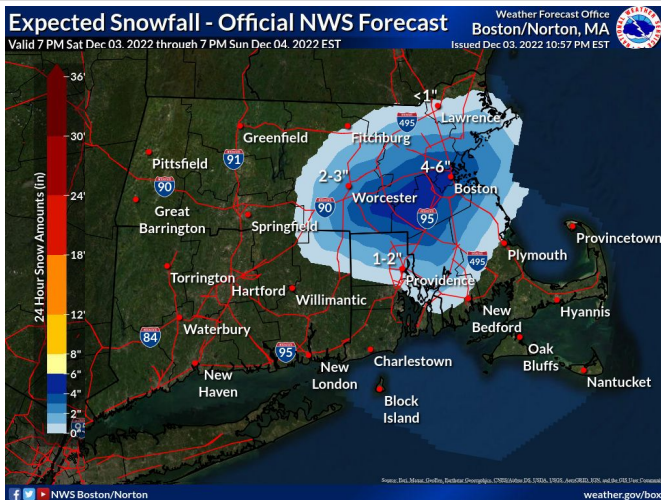 Expected Snowfall - Official NWS Forecast
Valid 7 PM Sat Dec 03, 2022 through 7 PM Sun Dec 04, 2022 EST
Weather Forecast Office
Boston/Norton, MA
Issued Dec 03, 2022 10:57 PM EST
24 Hour Snow Amounts (in)
36"
30"
24"
18"
12"
8"
6"
4"
2"
0"
<1"
Lawrence
495
Greenfield
Fitchburg
91
Pittsfield
4-6"
2-3"
Boston
90
Worcester
Great
Barrington
90
95
Springfield
Provincetown
Plymouth
1-2"
495
Torrington
Providence
Hartford
Willimantic
New
Bedford
Hyannis
Waterbury
84
95
Oak
Bluffs
New
London
Charlestown
New
Haven
Nantucket
Block
Island
95
NWS Boston/Norton
weather.gov/box